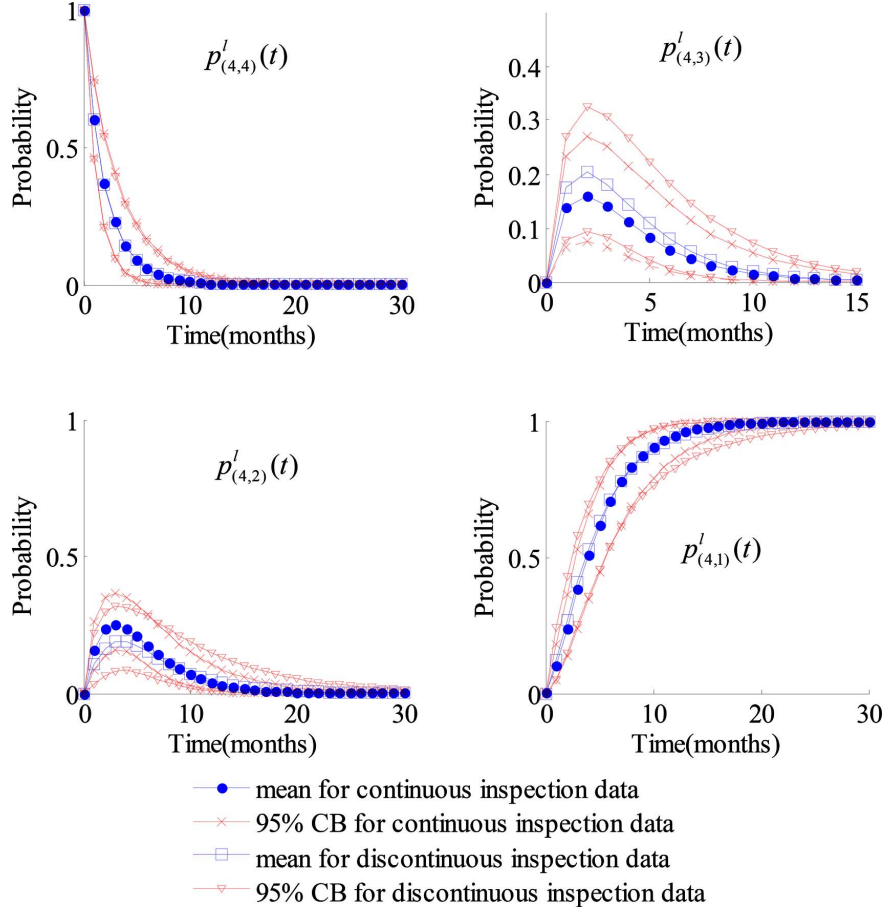 1
0.5
0
0
10
20
30
Probability
Time(months)
p^l_(4,4)(t)
0.4
0.3
0.2
0.1
0
0
5
10
15
Probability
Time(months)
p^l_(4,3)(t)
1
0.5
0
0
10
20
30
Probability
Time(months)
p^l_(4,2)(t)
1
0.5
0
0
10
20
30
Probability
Time(months)
p^l_(4,1)(t)
mean for continuous inspection data
95% CB for continuous inspection data
mean for discontinuous inspection data
95% CB for discontinuous inspection data